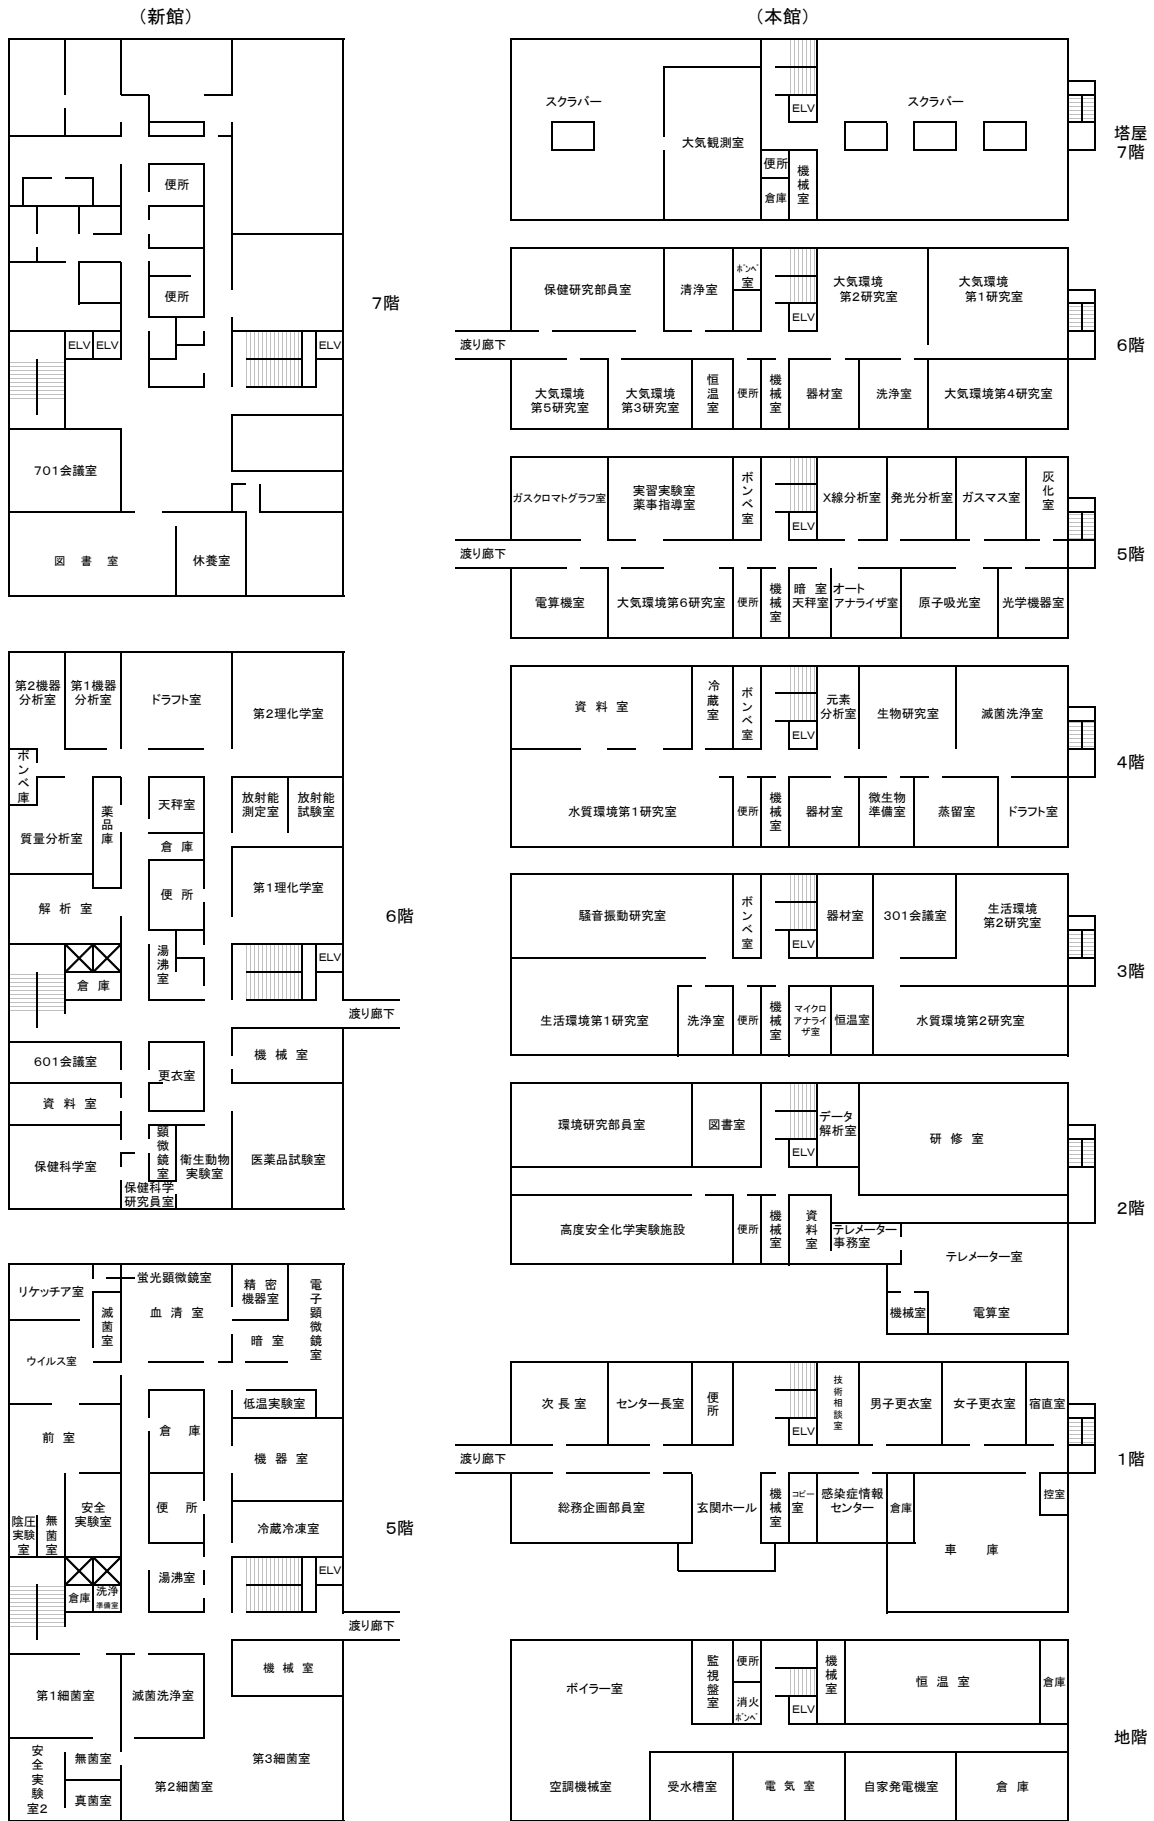 （新館）
便所
便所
7階
ELV
ELV
ELV
701会議室
図 書 室
休養室
第2機器
分析室
第1機器
分析室
ドラフト室
第2理化学室
ボンベ庫
薬品庫
天秤室
放射能
測定室
放射能
試験室
質量分析室
倉 庫
便 所
第1理化学室
解 析 室
6階
湯沸室
ELV
倉 庫
渡り廊下
601会議室
更衣室
機 械 室
資 料 室
顕微鏡室
保健科学室
衛生動物
実験室
医薬品試験室
保健科学
研究員室
リケッチア室
蛍光顕微鏡室
血 清 室
精 密
機器室
電子顕微鏡室
滅菌室
暗 室
ウイルス室
低温実験室
前 室
倉 庫
機 器 室
安全
実験室
便 所
陰圧
実験
室
無菌室
冷蔵冷凍室
5階
湯沸室
ELV
倉庫
洗浄
準備室
渡り廊下
第1細菌室
滅菌洗浄室
機 械 室
安全実験室2
無菌室
真菌室
第2細菌室
第3細菌室
（本館）
スクラバー
大気観測室
ELV
スクラバー
便所
倉庫
機械室
塔屋
7階
保健研究部員室
清浄室
ボンベ
室
ELV
大気環境
第2研究室
大気環境
第1研究室
渡り廊下
6階
大気環境
第5研究室
大気環境
第3研究室
恒温室
便所
機械室
器材室
洗浄室
大気環境第4研究室
ガスクロマトグラフ室
実習実験室
薬事指導室
ボンベ室
ELV
X線分析室
発光分析室
ガスマス室
灰化室
渡り廊下
5階
電算機室
大気環境第6研究室
便所
機械室
暗 室
天秤室
オート
アナライザ室
原子吸光室
光学機器室
資 料 室
冷蔵室
ボンベ室
ELV
元素
分析室
生物研究室
滅菌洗浄室
4階
水質環境第1研究室
便所
機械室
器材室
微生物
準備室
蒸留室
ドラフト室
騒音振動研究室
ボンベ室
ELV
器材室
301会議室
生活環境
第2研究室
3階
生活環境第1研究室
洗浄室
便所
機械室
マイクロ
アナライ
ザ室
恒温室
水質環境第2研究室
環境研究部員室
図書室
ELV
データ
解析室
研 修 室
2階
高度安全化学実験施設
便所
機械室
資料室
テレメーター
事務室
テレメーター室
機械室
電算室
次 長 室
センター長室
便所
ELV
技術相談室
男子更衣室
女子更衣室
宿直室
渡り廊下
1階
総務企画部員室
玄関ホール
機械室
コピー
室
感染症情報
センター
倉庫
控室
車 庫
ボイラー室
監視盤室
便所
消火
ボンベ
ELV
機械室
恒 温 室
倉庫
地階
空調機械室
受水槽室
電 気 室
自家発電機室
倉 庫